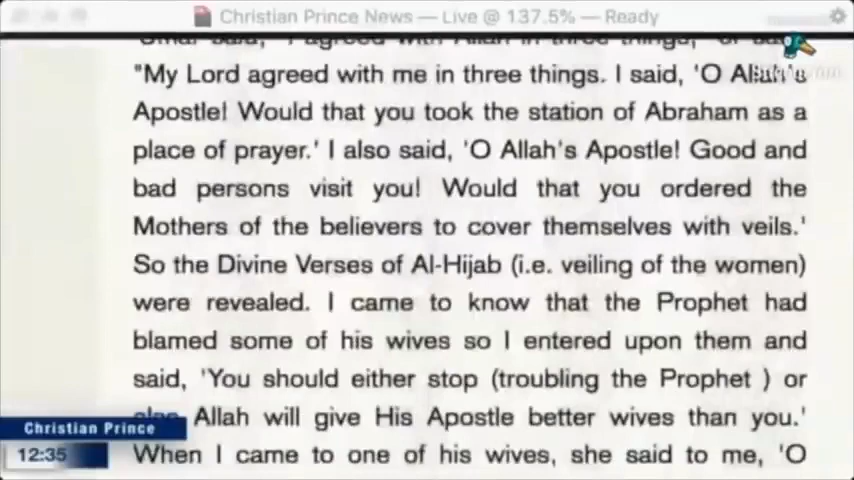 Christian Prince News — Live @ 137.5% — Ready
"My Lord agreed with me in three things. I said, 'O Allah's
Apostle! Would that you took the station of Abraham as a
place of prayer.' I also said, 'O Allah's Apostle! Good and
bad persons visit you! Would that you ordered the
Mothers of the believers to cover themselves with veils.'
So the Divine Verses of Al-Hijab (i.e. veiling of the women)
were revealed. I came to know that the Prophet had
blamed some of his wives so I entered upon them and
said, 'You should either stop (troubling the Prophet ) or
Allah will give His Apostle better wives than you.'
When I came to one of his wives, she said to me, 'O
Christian Prince
12:35